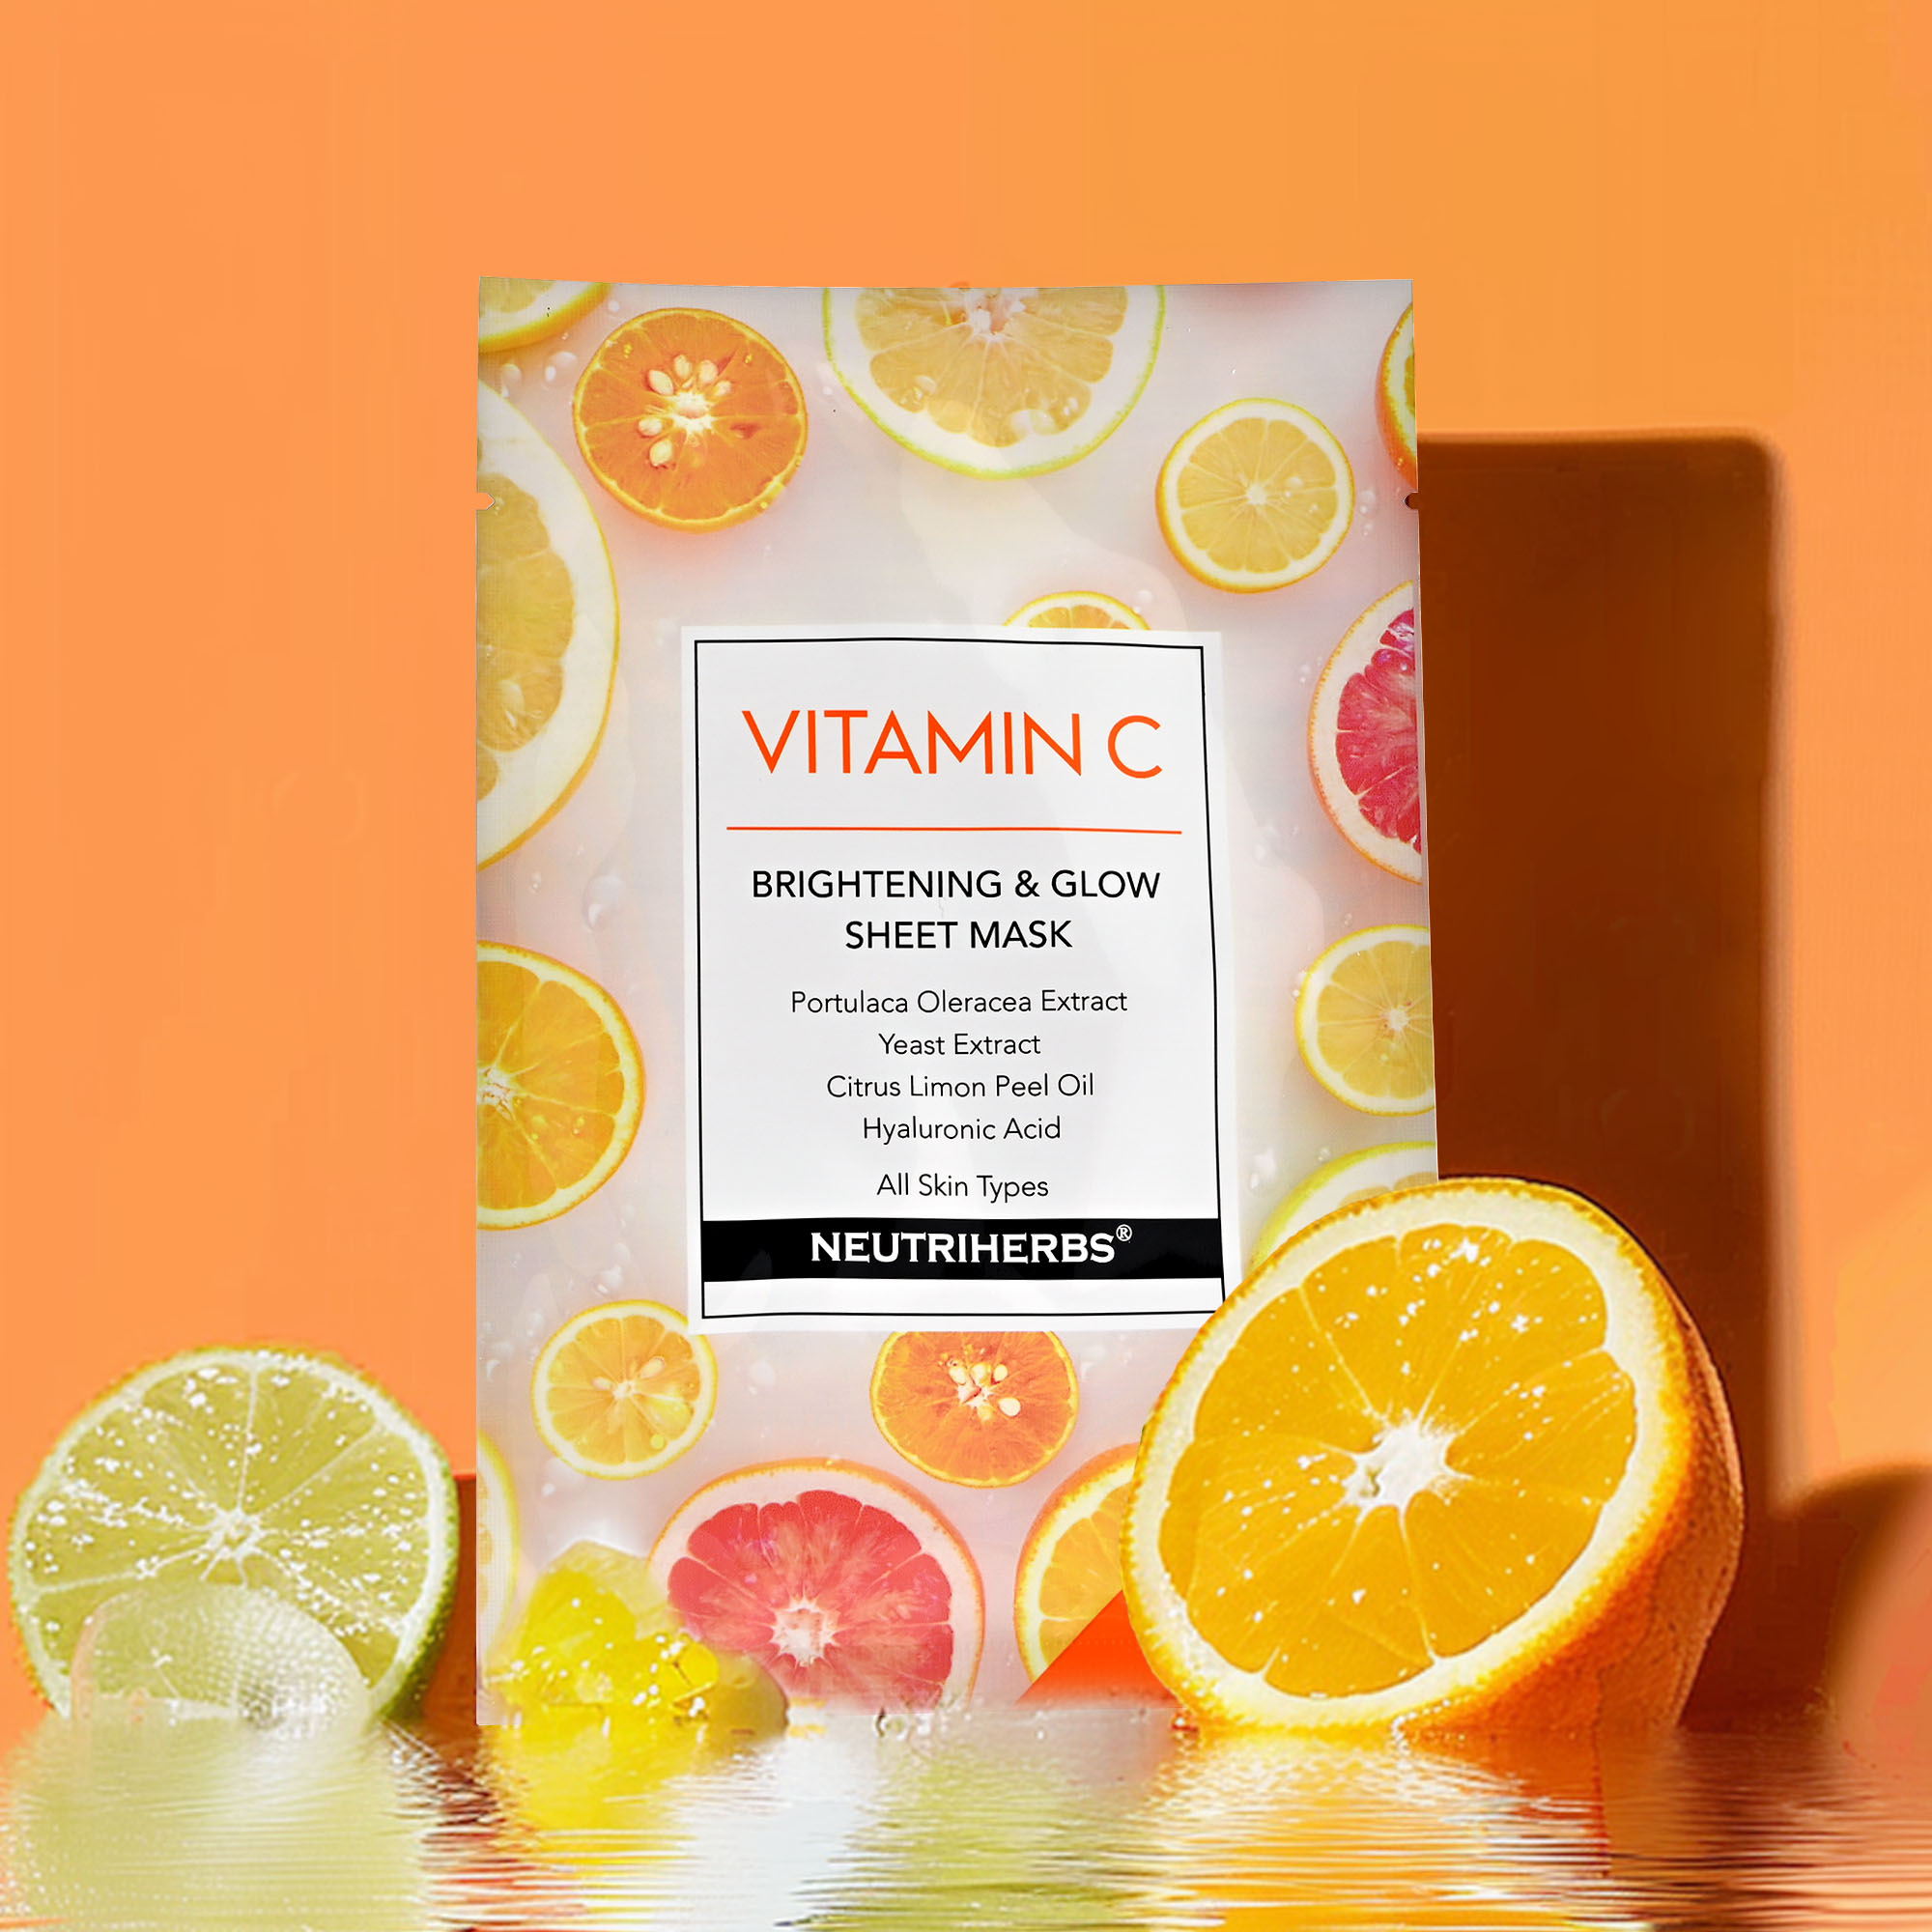 VITAMIN C
BRIGHTENING & GLOW
SHEET MASK
Portulaca Oleracea Extract
Yeast Extract
Citrus Limon Peel Oil
Hyaluronic Acid
All Skin Types
NEUTRIHERBS®